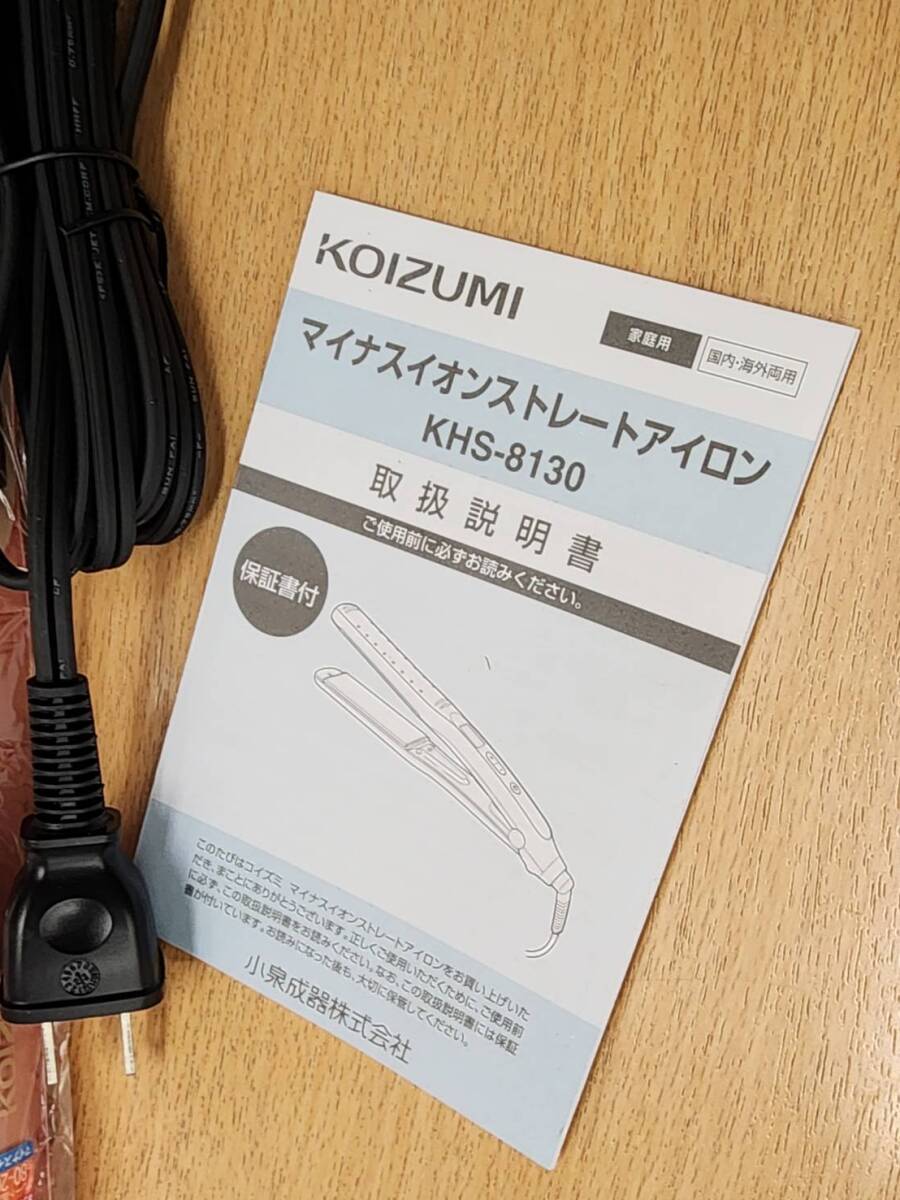 KOIZUMI
家庭用
国内・海外両用
マイナスイオンストレートアイロン
KHS-8130
取扱説明書
ご使用前に必ずお読みください。
保証書付
このたびはコイズミ マイナスイオンストレートアイロンをお買い上げいた
だき、まことにありがとうございます。正しくご使用いただくために、ご使用前
に必ず、この取扱説明書をお読みください。なお、この取扱説明書には保証
書が付いています。お読みになった後も、大切に保管してください。
小泉成器株式会社